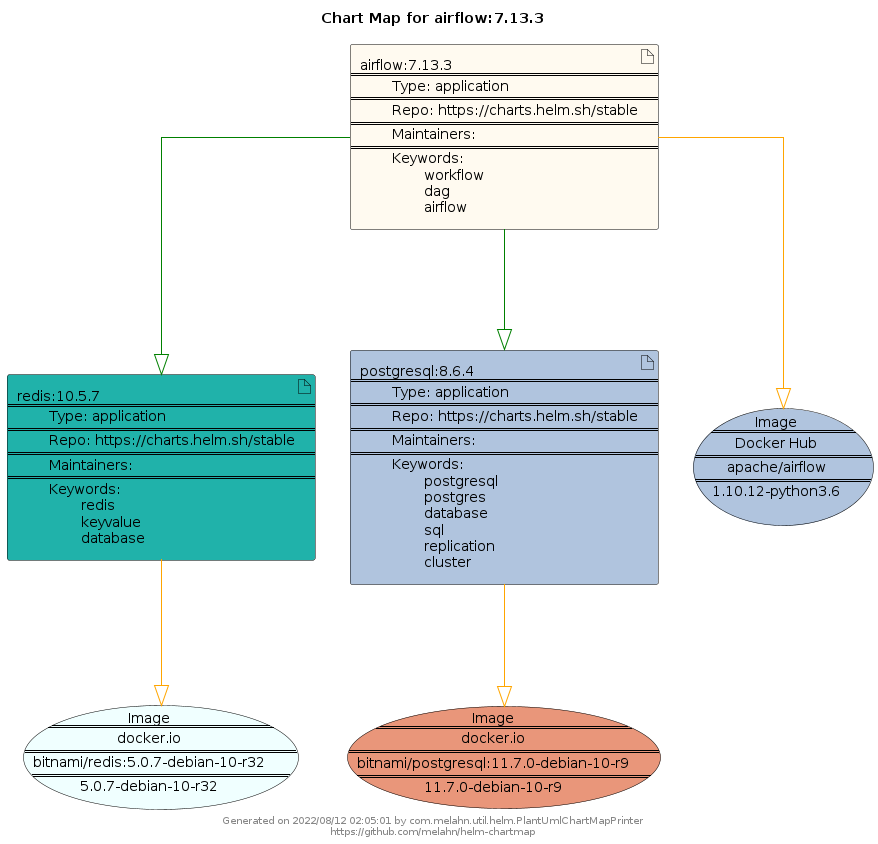 Chart Map for airflow:7.13.3
airflow:7.13.3
Type: application
Repo: https://charts.helm.sh/stable
Maintainers:
Keywords:
workflow
dag
airflow
redis:10.5.7
Type: application
Repo: https://charts.helm.sh/stable
Maintainers:
Keywords:
redis
keyvalue
database
postgresql:8.6.4
Type: application
Repo: https://charts.helm.sh/stable
Maintainers:
Keywords:
postgresql
postgres
database
sql
replication
cluster
Image
Docker Hub
apache/airflow
1.10.12-python3.6
Image
docker.io
bitnami/redis:5.0.7-debian-10-r32
5.0.7-debian-10-r32
Image
docker.io
bitnami/postgresql:11.7.0-debian-10-r9
11.7.0-debian-10-r9
Generated on 2022/08/12 02:05:01 by com.melahn.util.helm.PlantUmlChartMapPrinter
https://github.com/melahn/helm-chartmap